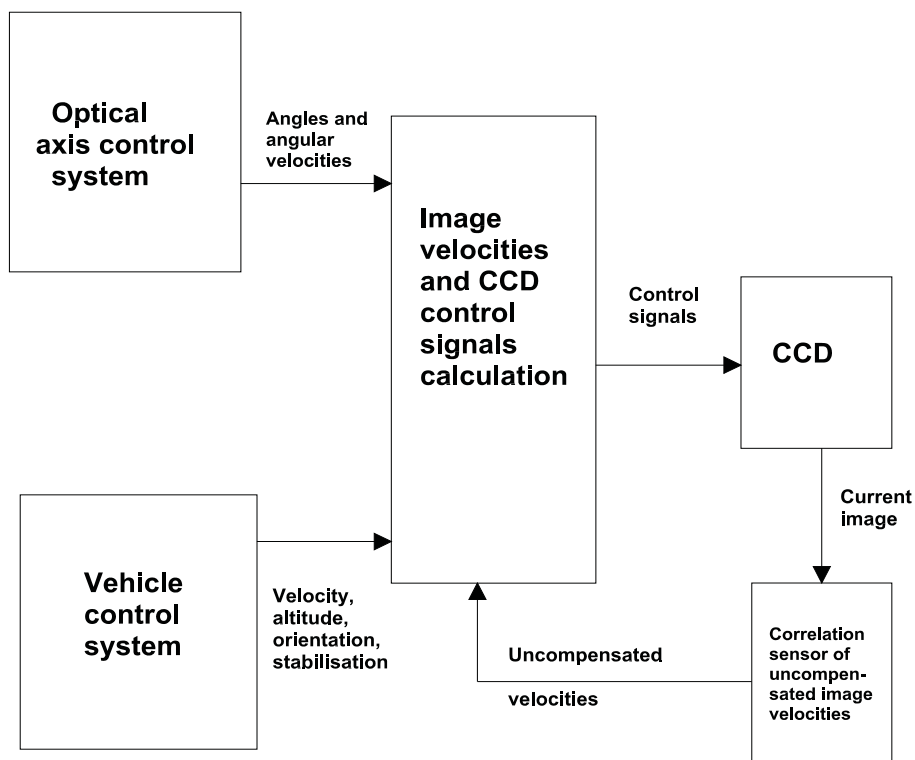 Optical
axis control
system
Angles and
angular
velocities
Image
velocities
and CCD
control
signals
calculation
Control
signals
CCD
Current
image
Vehicle
control
system
Velocity,
altitude,
orientation,
stabilisation
Uncompensated
velocities
Correlation
sensor of
uncompen-
sated image
velocities